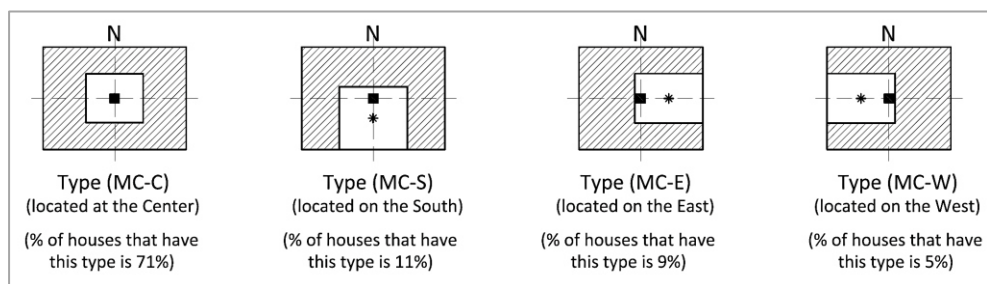 N
Type (MC-C)
(located at the Center)
(% of houses that have
this type is 71%)
N
Type (MC-S)
(located on the South)
(% of houses that have
this type is 11%)
N
Type (MC-E)
(located on the East)
(% of houses that have
this type is 9%)
N
Type (MC-W)
(located on the West)
(% of houses that have
this type is 5%)